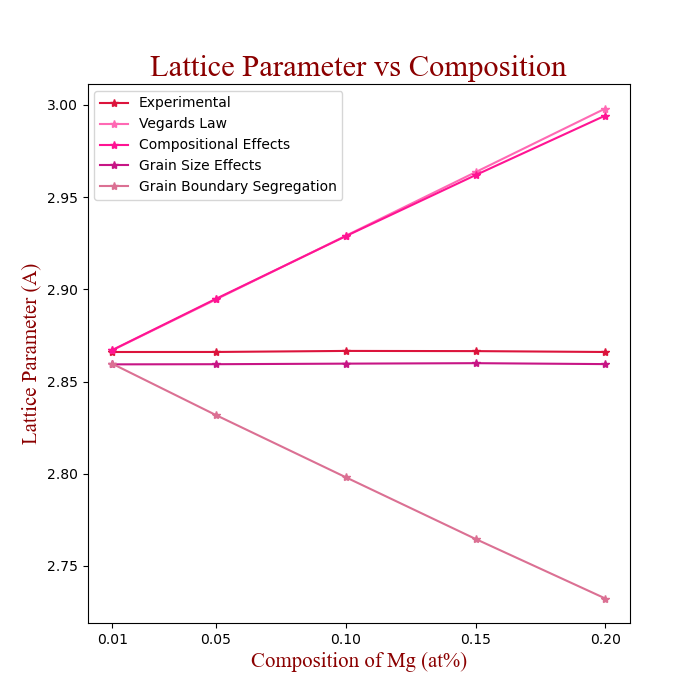 Lattice Parameter vs Composition
Experimental
Vegards Law
Compositional Effects
Grain Size Effects
Grain Boundary Segregation
3.00
2.95
2.90
2.85
2.80
2.75
Lattice Parameter (A)
0.01 0.05 0.10 0.15 0.20
Composition of Mg (at%)